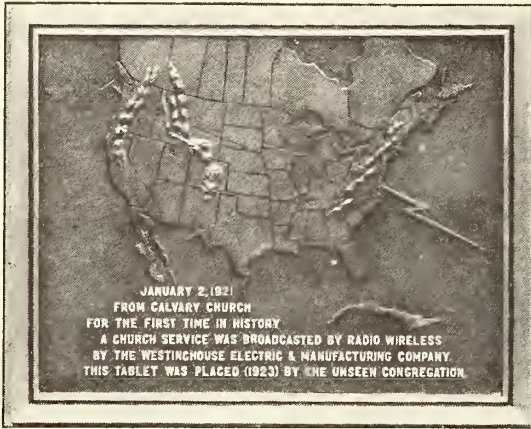 JANUARY 2, 1921
FROM CALVARY CHURCH
FOR THE FIRST TIME IN HISTORY
A CHURCH SERVICE WAS BROADCASTED BY RADIO WIRELESS
BY THE WESTINGHOUSE ELECTRIC & MANUFACTURING COMPANY.
THIS TABLET WAS PLACED (1923) BY THE UNSEEN CONGREGATION